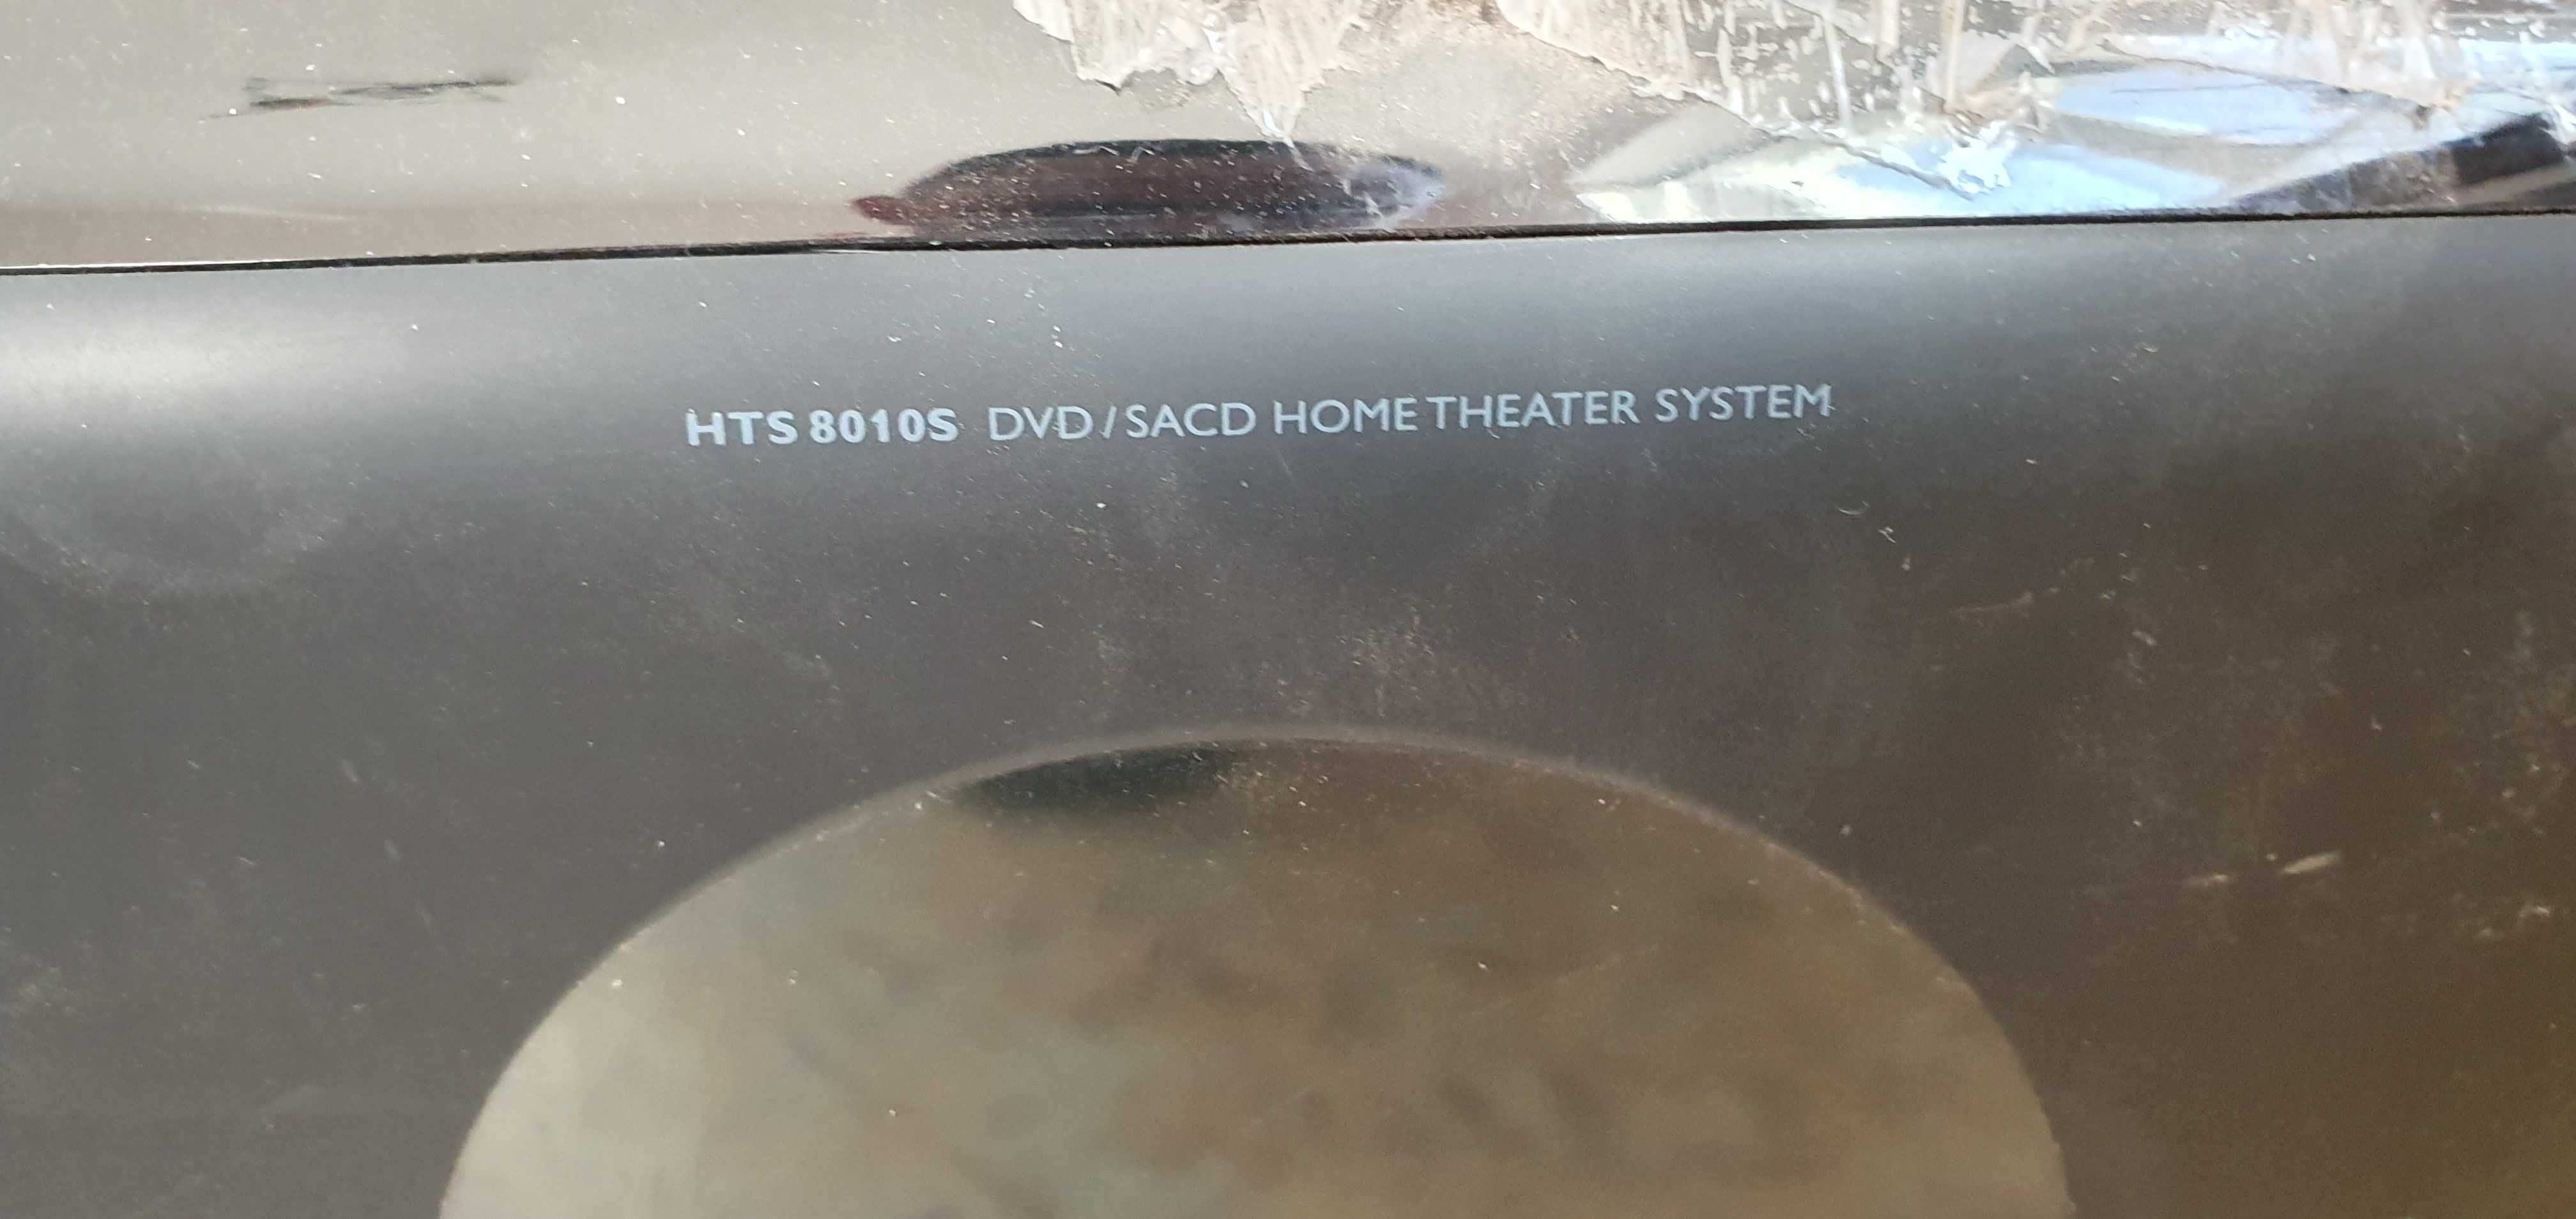 HTS 8010S DVD/SACD HOME THEATER SYSTEM